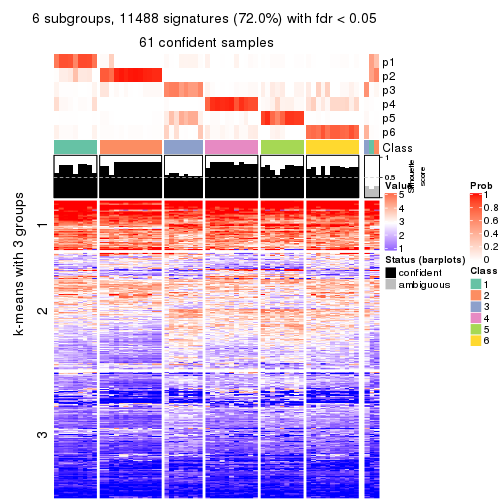 6 subgroups, 11488 signatures (72.0%) with fdr < 0.05
61 confident samples
p1
p2
p3
p4
p5
p6
Class
1
0.5
0
Silhouette
score
k-means with 3 groups
1
2
3
Value
5
4
3
2
1
Status (barplots)
confident
ambiguous
Prob
1
0.8
0.6
0.4
0.2
0
Class
1
2
3
4
5
6